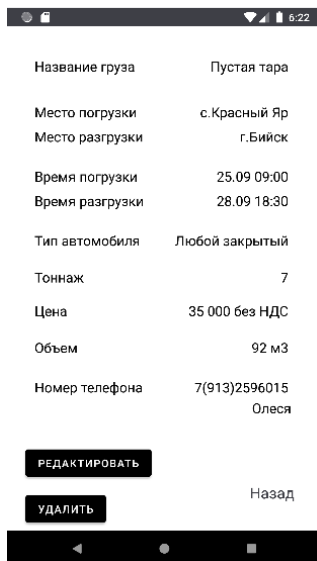 6:22
Название груза Пустая тара
Место погрузки с.Красный Яр
Место разгрузки г.Бийск
Время погрузки 25.09 09:00
Время разгрузки 28.09 18:30
Тип автомобиля Любой закрытый
Тоннаж 7
Цена 35 000 без НДС
Объем 92 м3
Номер телефона 7(913)2596015
Олеся
РЕДАКТИРОВАТЬ
Назад
УДАЛИТЬ